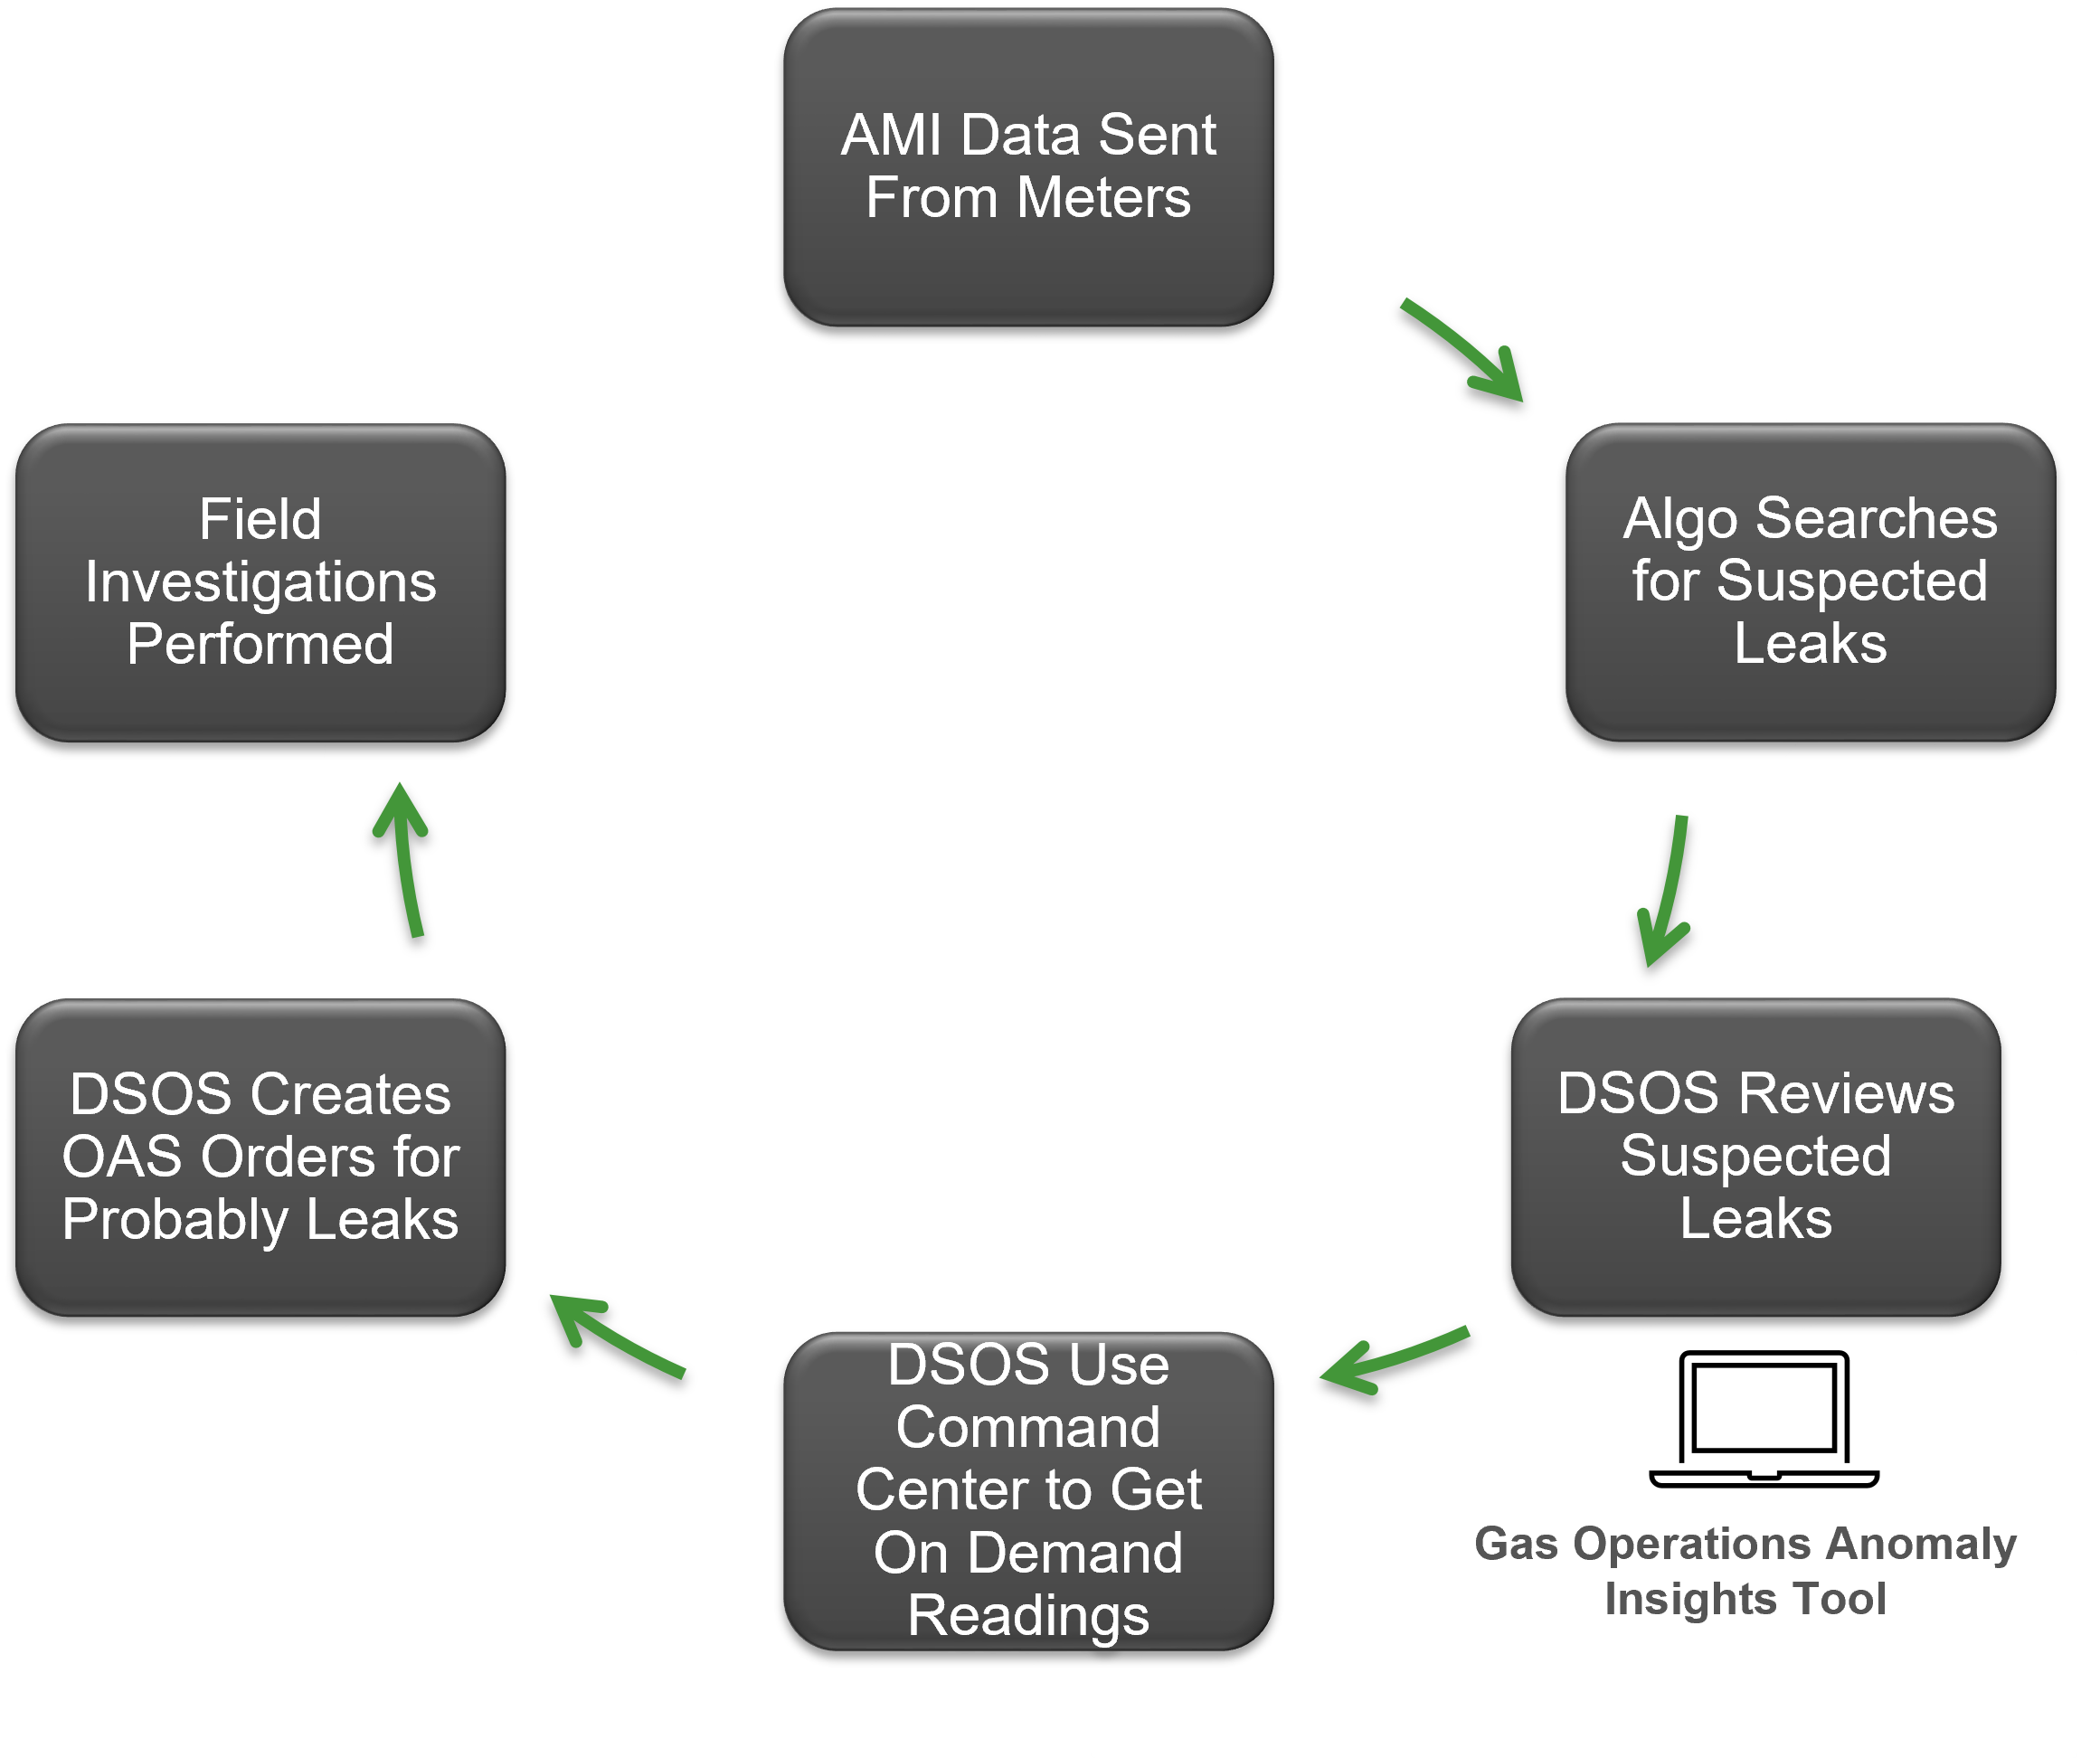 AMI Data Sent
From Meters
Algo Searches
for Suspected
Leaks
DSOS Reviews
Suspected
Leaks
Gas Operations Anomaly
Insights Tool
DSOS Use
Command
Center to Get
On Demand
Readings
DSOS Creates
OAS Orders for
Probably Leaks
Field
Investigations
Performed